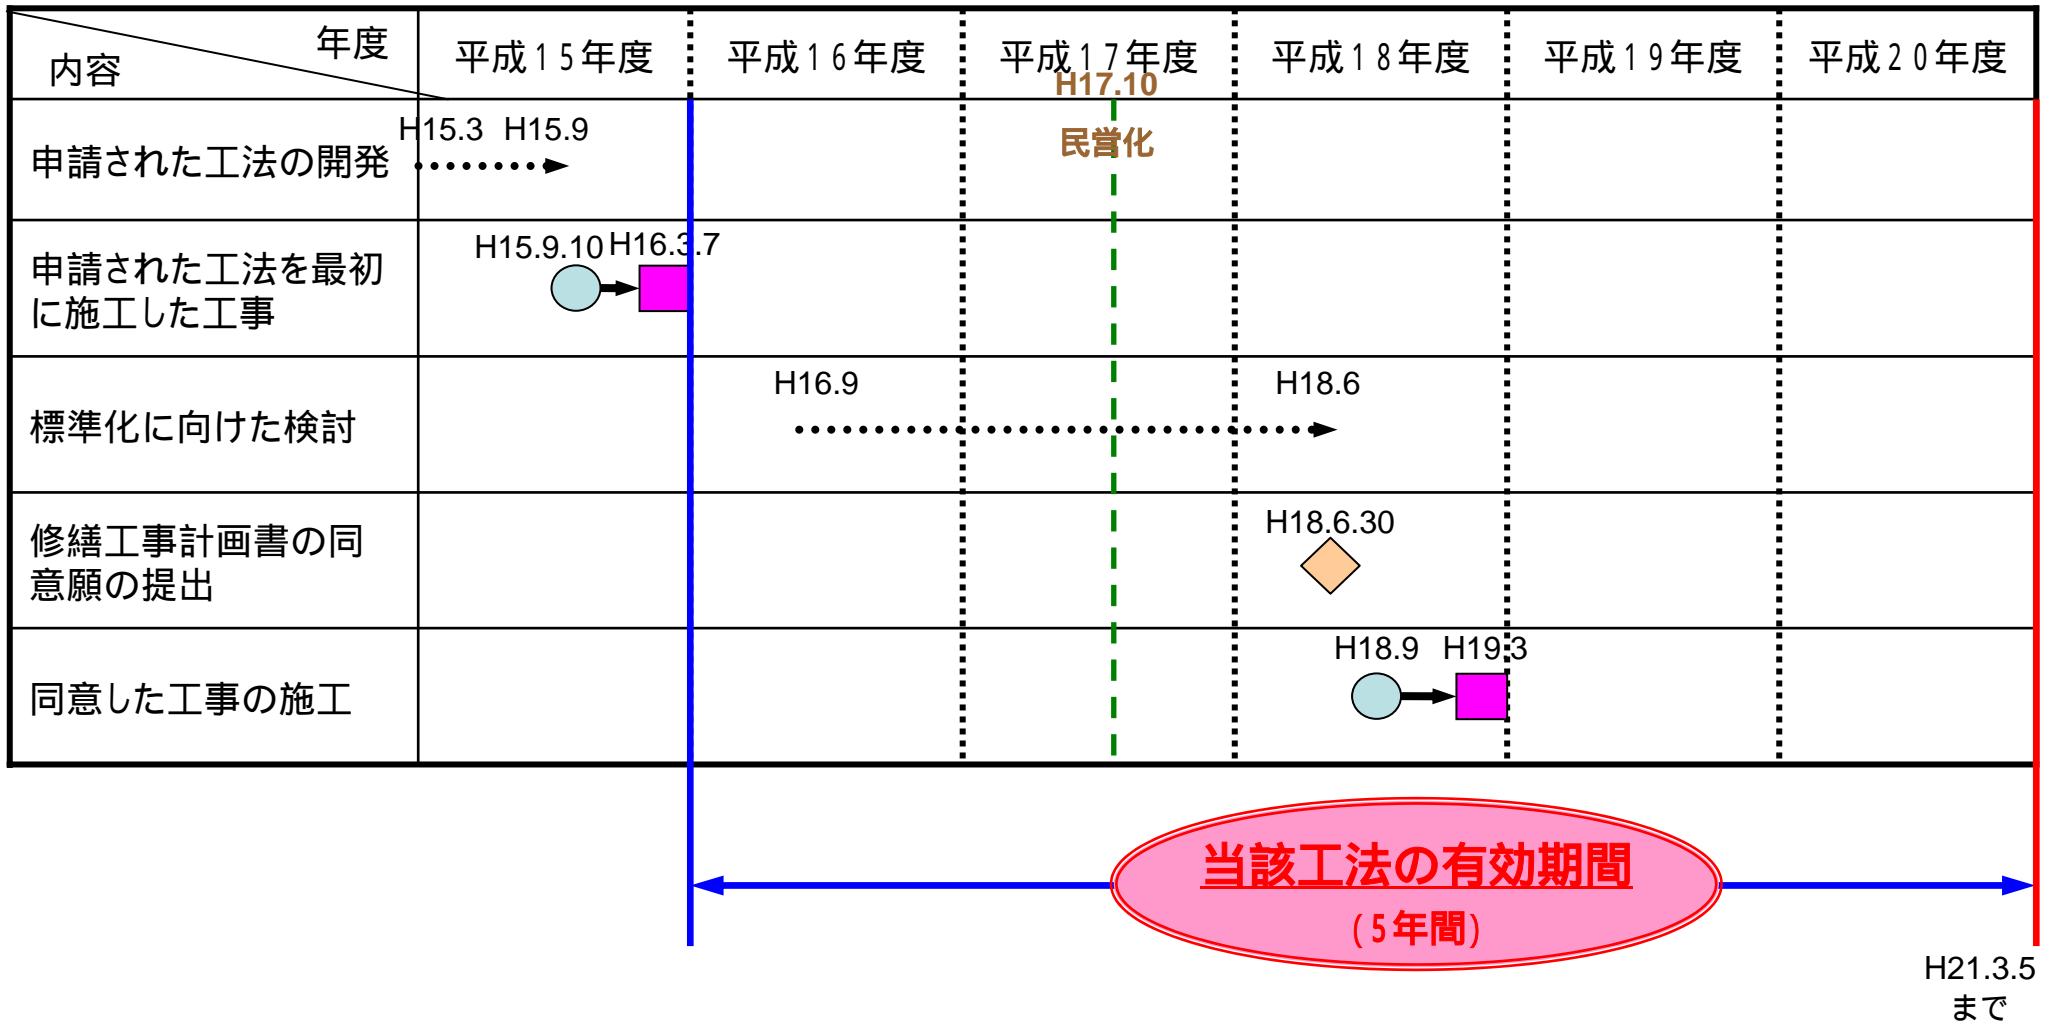 年度
内容
平成15年度
平成16年度
平成17年度
平成18年度
平成19年度
平成20年度
H17.10
民営化
申請された工法の開発
H15.3
H15.9
申請された工法を最初
に施工した工事
H15.9.10
H16.3.7
標準化に向けた検討
H16.9
H18.6
修繕工事計画書の同
意願の提出
H18.6.30
同意した工事の施工
H18.9
H19.3
当該工法の有効期間
(5年間)
H21.3.5
まで